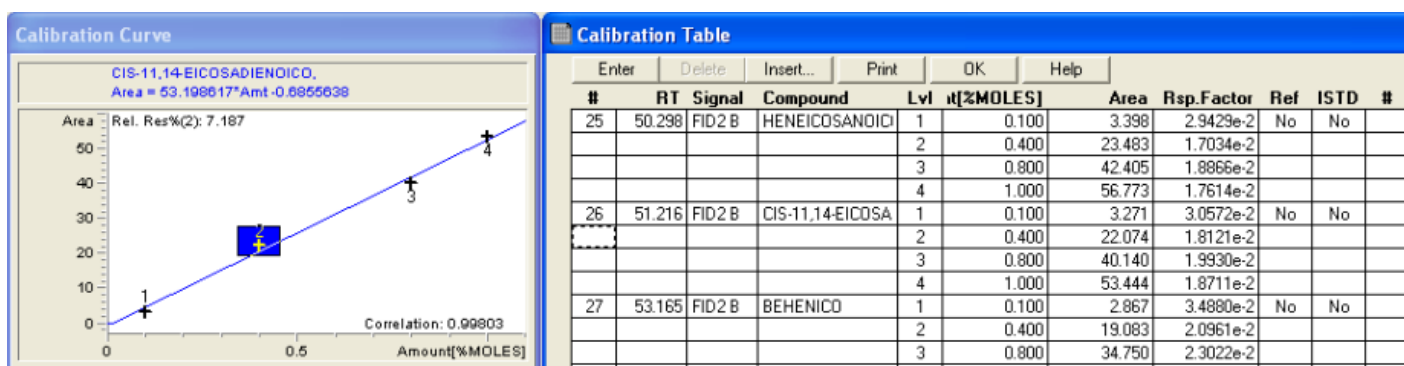 Calibration Curve
CIS-11,14-EICOSADIENOICO,
Area = 53.198617*Amt -0.6855638
Area
Rel. Res%(2): 7.187
50
40
30
20
10
0
1
2
3
4
Correlation: 0.99803
0 0.5 Amount[%MOLES]
Calibration Table
Enter Delete Insert... Print OK Help
# RT Signal Compound Lvl it[%MOLES] Area Rsp.Factor Ref ISTD #
25 50.298 FID2 B HENEICOSANOICI 1 0.100 3.398 2.9429e-2 No No
2 0.400 23.483 1.7034e-2
3 0.800 42.405 1.8866e-2
4 1.000 56.773 1.7614e-2
26 51.216 FID2 B CIS-11,14-EICOSA 1 0.100 3.271 3.0572e-2 No No
2 0.400 22.074 1.8121e-2
3 0.800 40.140 1.9930e-2
4 1.000 53.444 1.8711e-2
27 53.165 FID2 B BEHENICO 1 0.100 2.867 3.4880e-2 No No
2 0.400 19.083 2.0961e-2
3 0.800 34.750 2.3022e-2